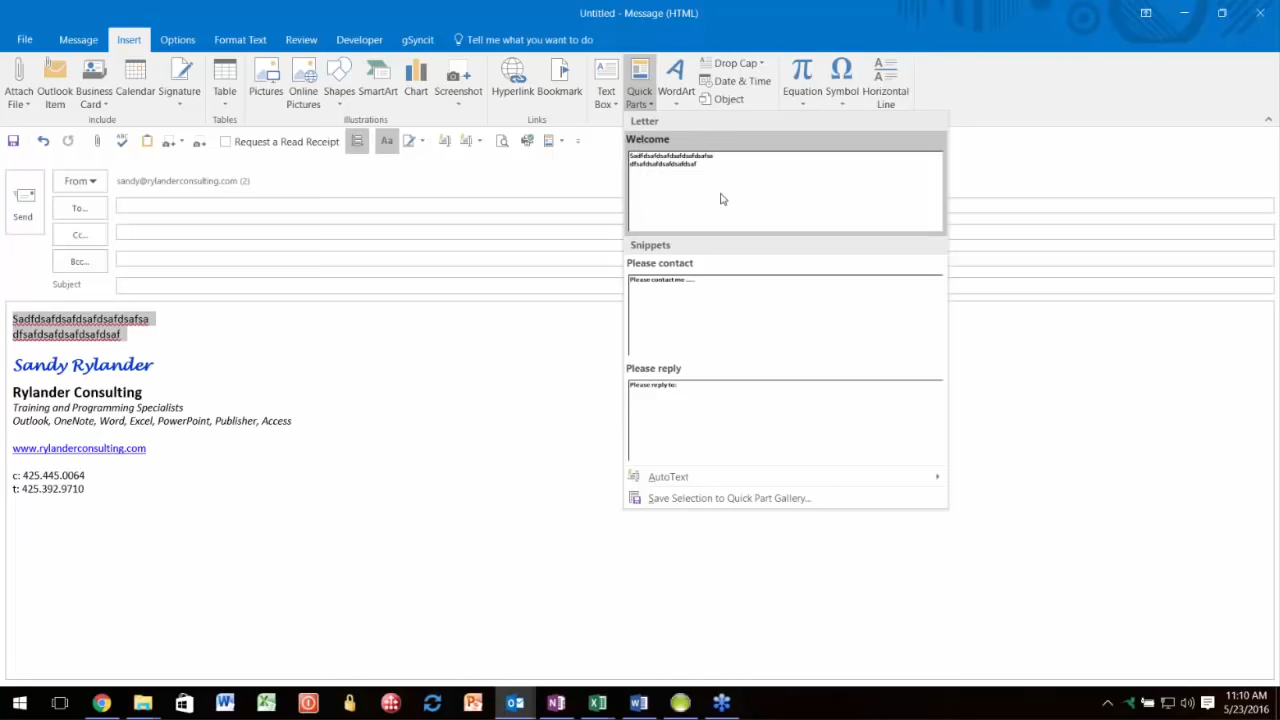 Untitled - Message (HTML)
File Message Insert Options Format Text Review Developer gSyncit Tell me what you want to do
Attach File Outlook Item Business Card Calendar Signature Table Pictures Online Pictures Shapes SmartArt Chart Screenshot Hyperlink Bookmark Text Box Quick Parts WordArt Drop Cap Equation Symbol Horizontal Line
Date & Time
Object
Include Tables Illustrations Links
Letter
Welcome
Request a Read Receipt Aa
Sadfdsafdsafdsafdsafdsafsa
dfsafdsafdsafdsafdsaf
From sandy@rylanderconsulting.com (2)
Send
To...
Cc...
Bcc...
Subject
Snippets
Please contact
Please contact me ......
Please reply
Please reply to:
AutoText
Save Selection to Quick Part Gallery...
Sadfdsafdsafdsafdsafdsafsa
dfsafdsafdsafdsafdsaf
Sandy Rylander
Rylander Consulting
Training and Programming Specialists
Outlook, OneNote, Word, Excel, PowerPoint, Publisher, Access
www.rylanderconsulting.com
c: 425.445.0064
t: 425.392.9710
11:10 AM
5/23/2016